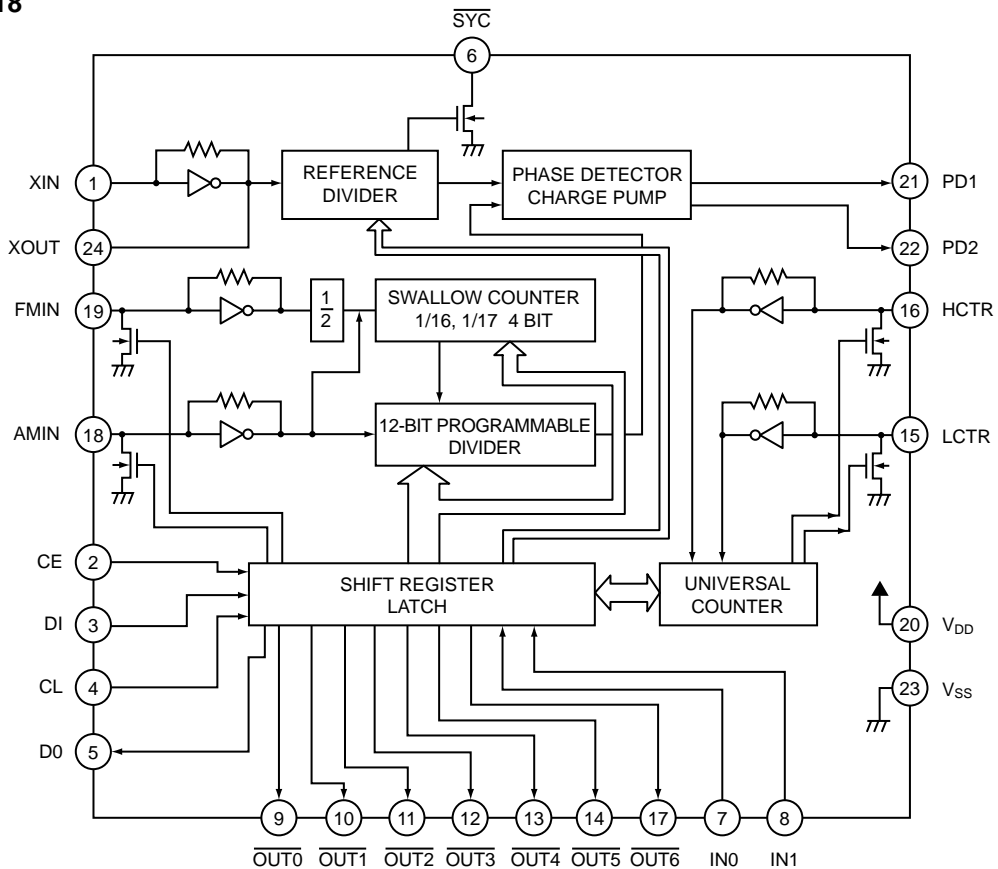 18
SYC
6
XIN
1
REFERENCE
DIVIDER
PHASE DETECTOR
CHARGE PUMP
21
PD1
XOUT
24
22
PD2
FMIN
19
1
2
SWALLOW COUNTER
1/16, 1/17 4 BIT
16
HCTR
AMIN
18
12-BIT PROGRAMMABLE
DIVIDER
15
LCTR
CE
2
SHIFT REGISTER
LATCH
UNIVERSAL
COUNTER
DI
3
20
VDD
CL
4
23
VSS
D0
5
9
10
11
12
13
14
17
7
8
OUT0
OUT1
OUT2
OUT3
OUT4
OUT5
OUT6
IN0
IN1